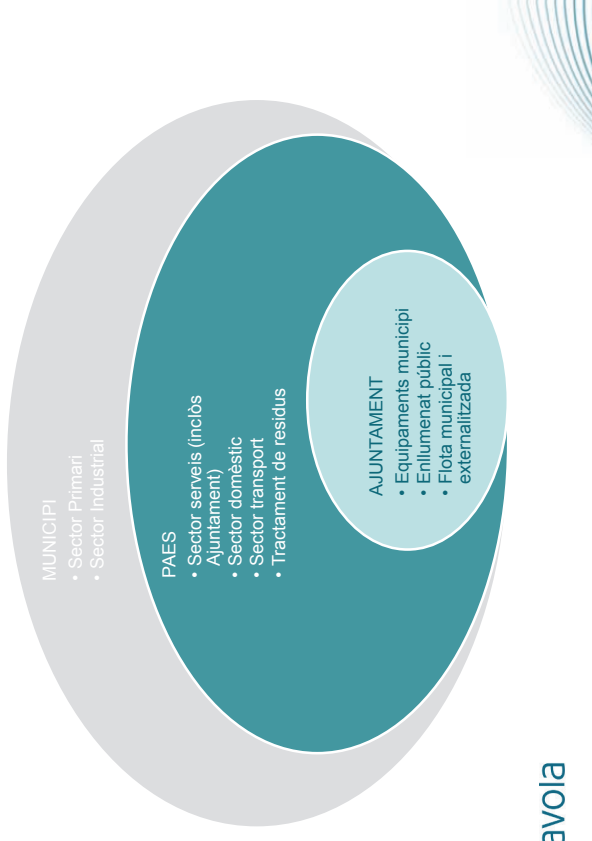 MUNICIPI
• Sector Primari
• Sector Industrial
PAES
• Sector serveis (inclòs
Ajuntament)
• Sector domèstic
• Sector transport
• Tractament de residus
AJUNTAMENT
• Equipaments municipi
• Enllumenat públic
• Flota municipal i
externalitzada
avola